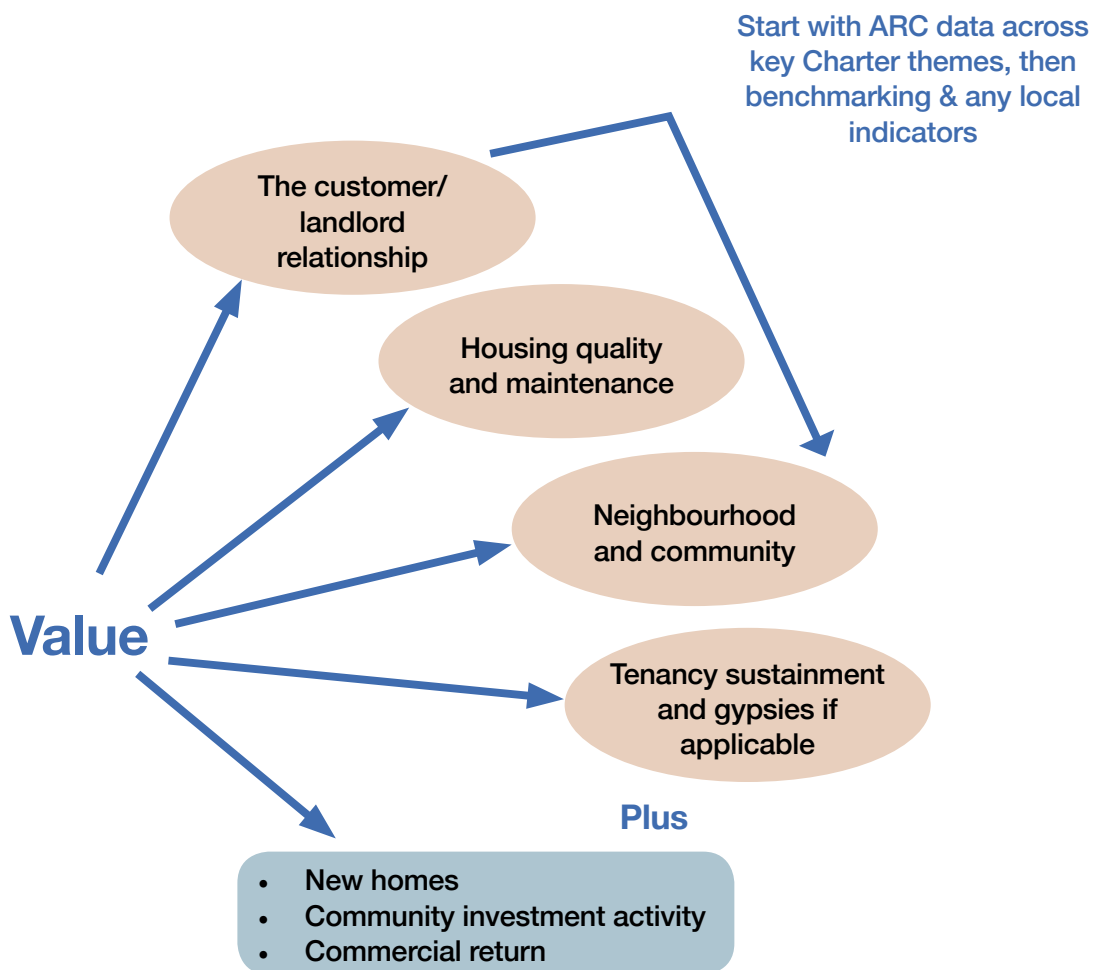 Start with ARC data across
key Charter themes, then
benchmarking & any local
indicators
The customer/
landlord
relationship
Housing quality
and maintenance
Neighbourhood
and community
Value
Tenancy sustainment
and gypsies if
applicable
Plus
• New homes
• Community investment activity
• Commercial return